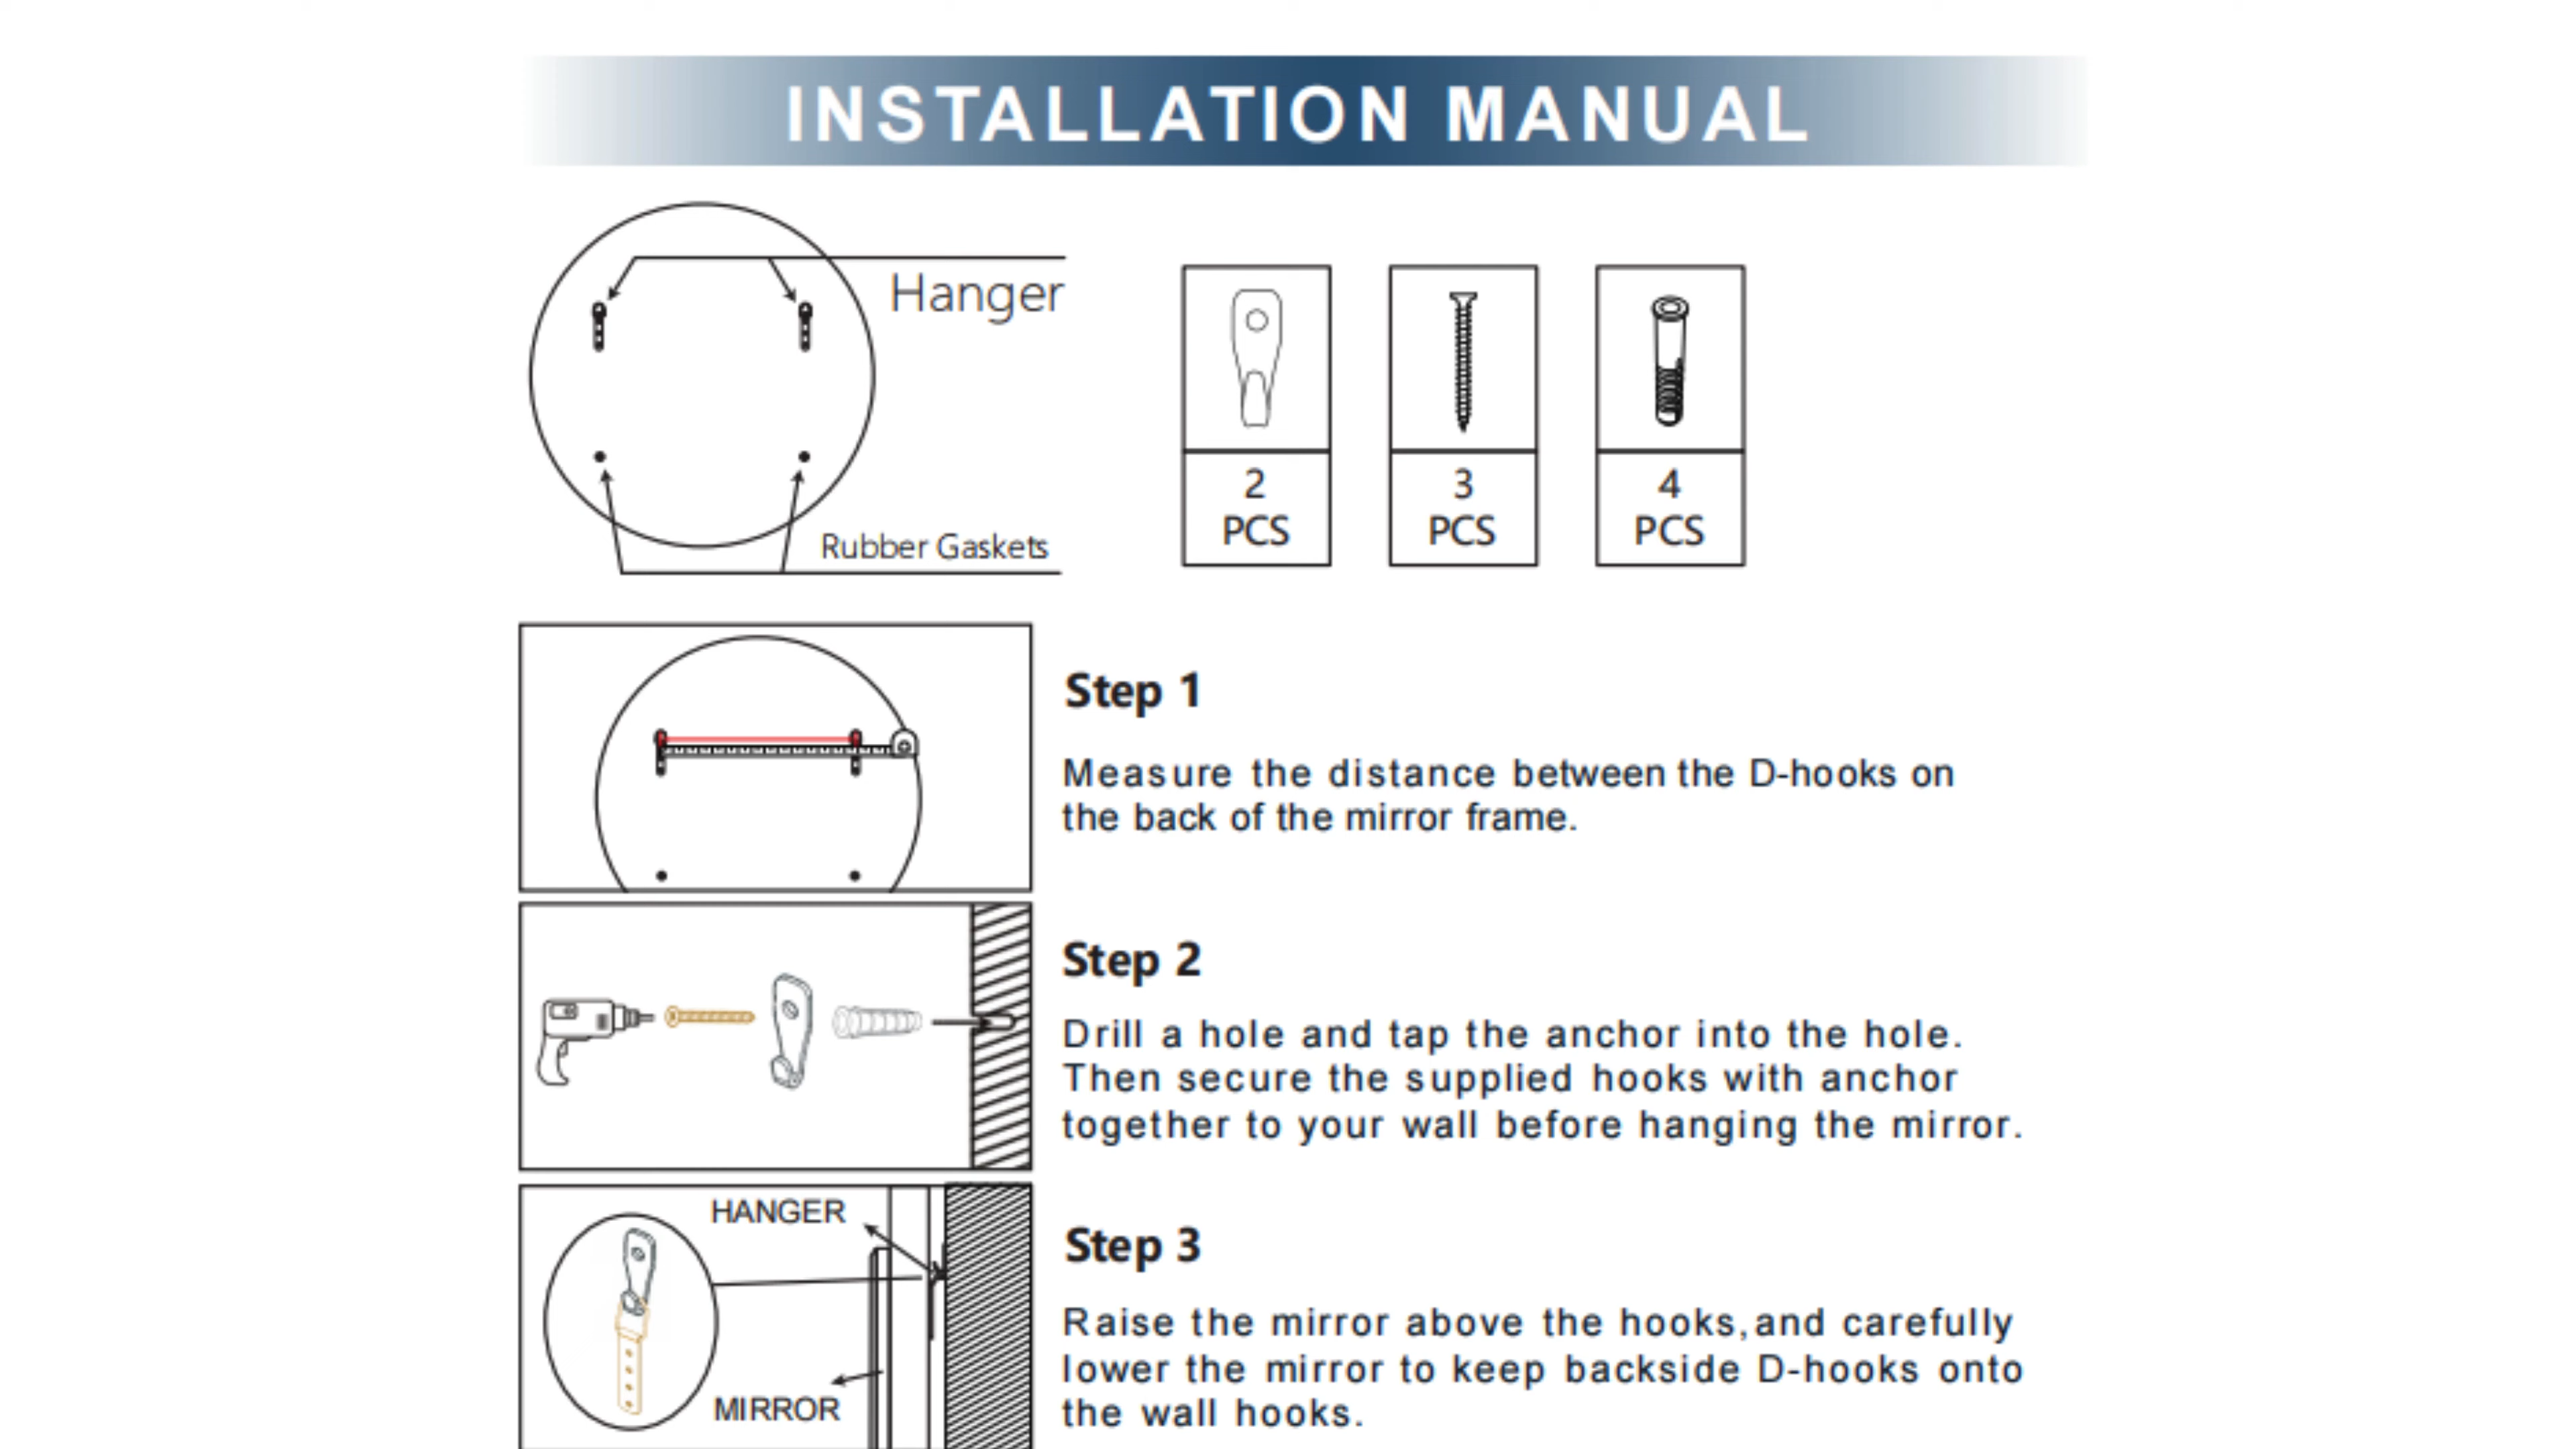 INSTALLATION MANUAL
Hanger
Rubber Gaskets
2
PCS
3
PCS
4
PCS
Step 1
Measure the distance between the D-hooks on
the back of the mirror frame.
Step 2
Drill a hole and tap the anchor into the hole.
Then secure the supplied hooks with anchor
together to your wall before hanging the mirror.
HANGER
MIRROR
Step 3
Raise the mirror above the hooks,and carefully
lower the mirror to keep backside D-hooks onto
the wall hooks.